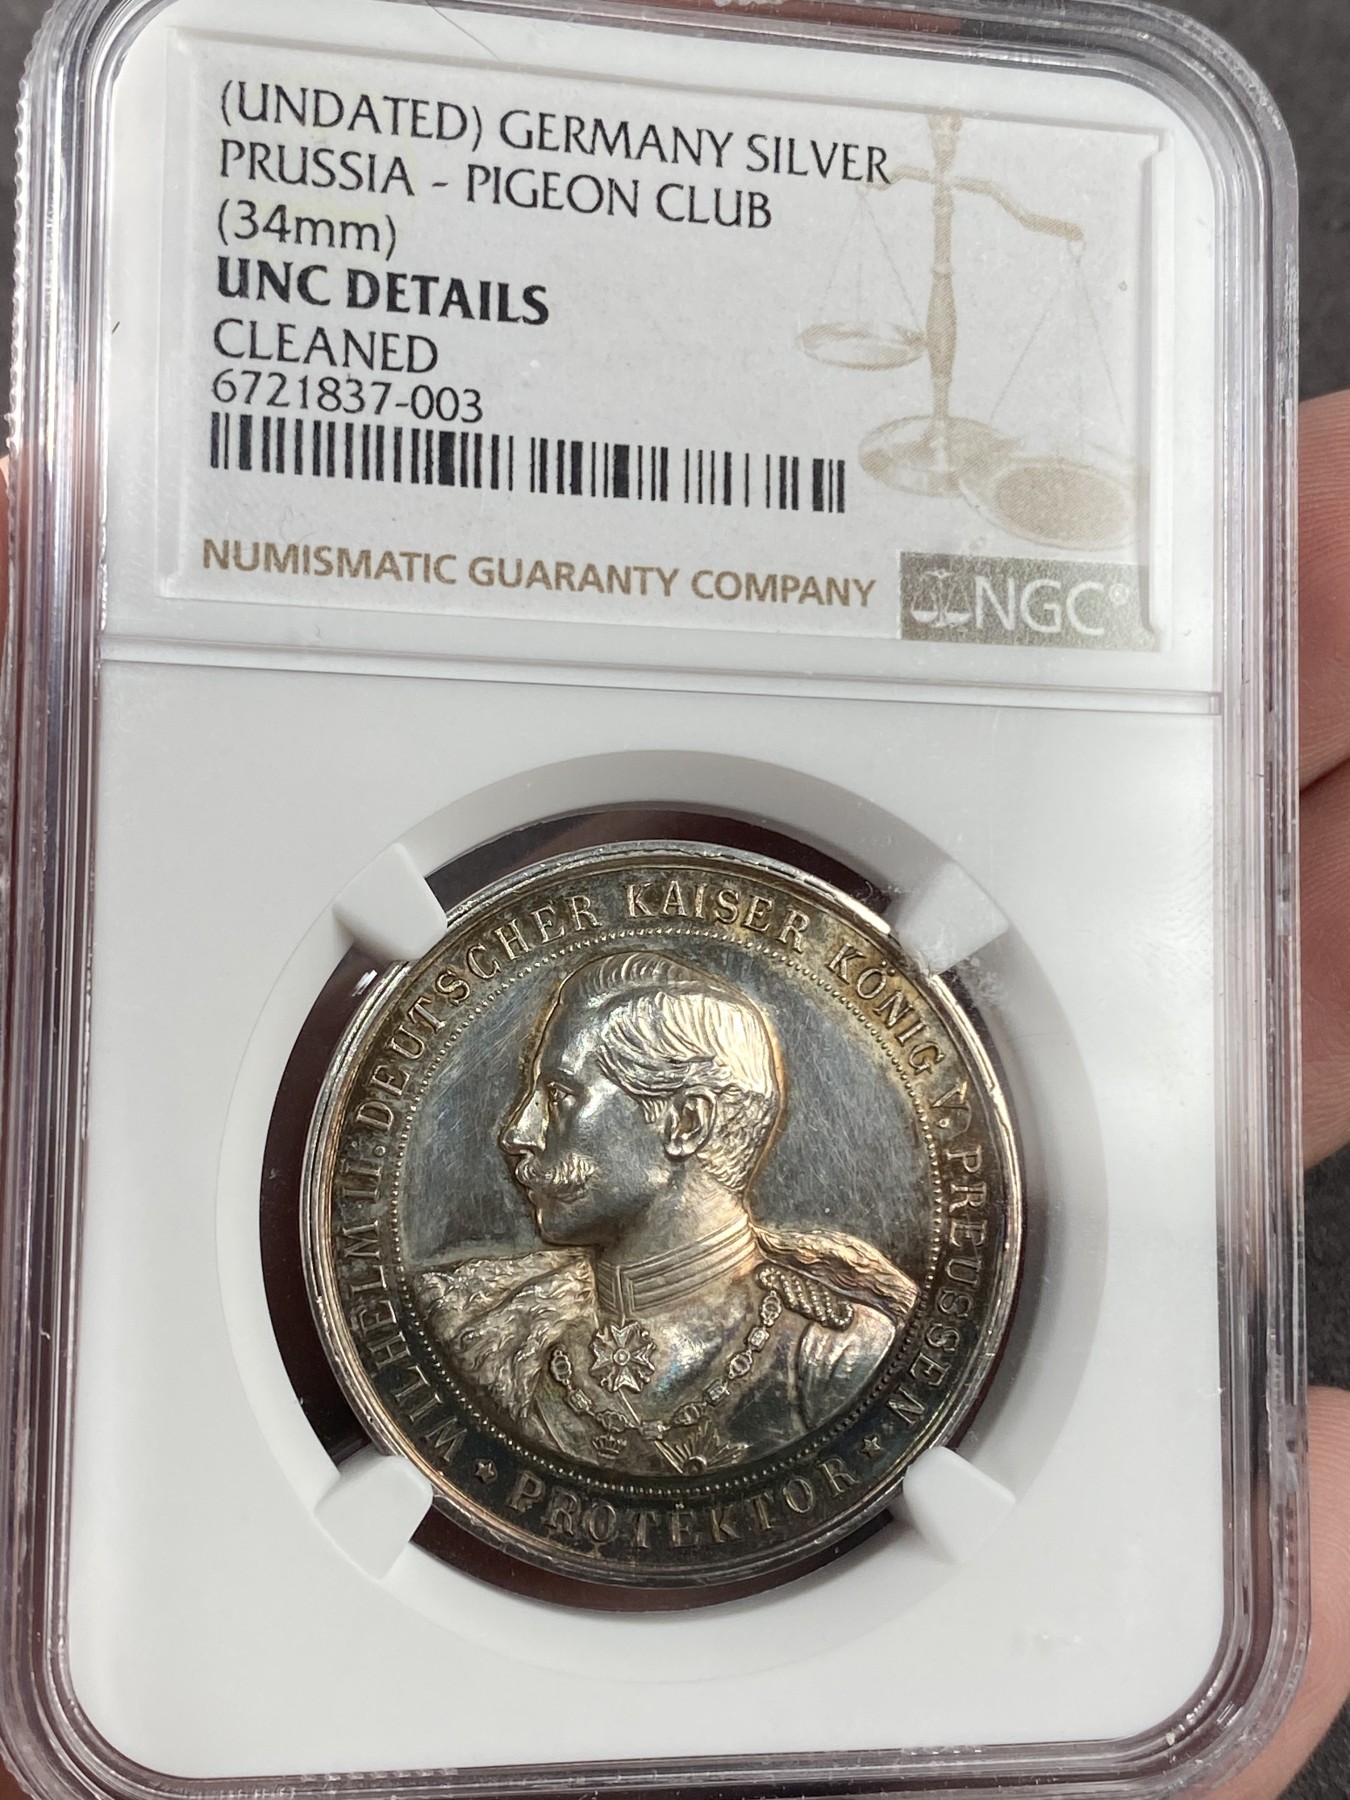 (UNDATED) GERMANY SILVER
PRUSSIA - PIGEON CLUB
(34mm)
UNC DETAILS
CLEANED
6721837-003
NUMISMATIC GUARANTY COMPANY
NGC®
WILHELM II. DEUTSCHER KAISER KÖNIG V. PREUSSEN
★ PROTEKTOR ★